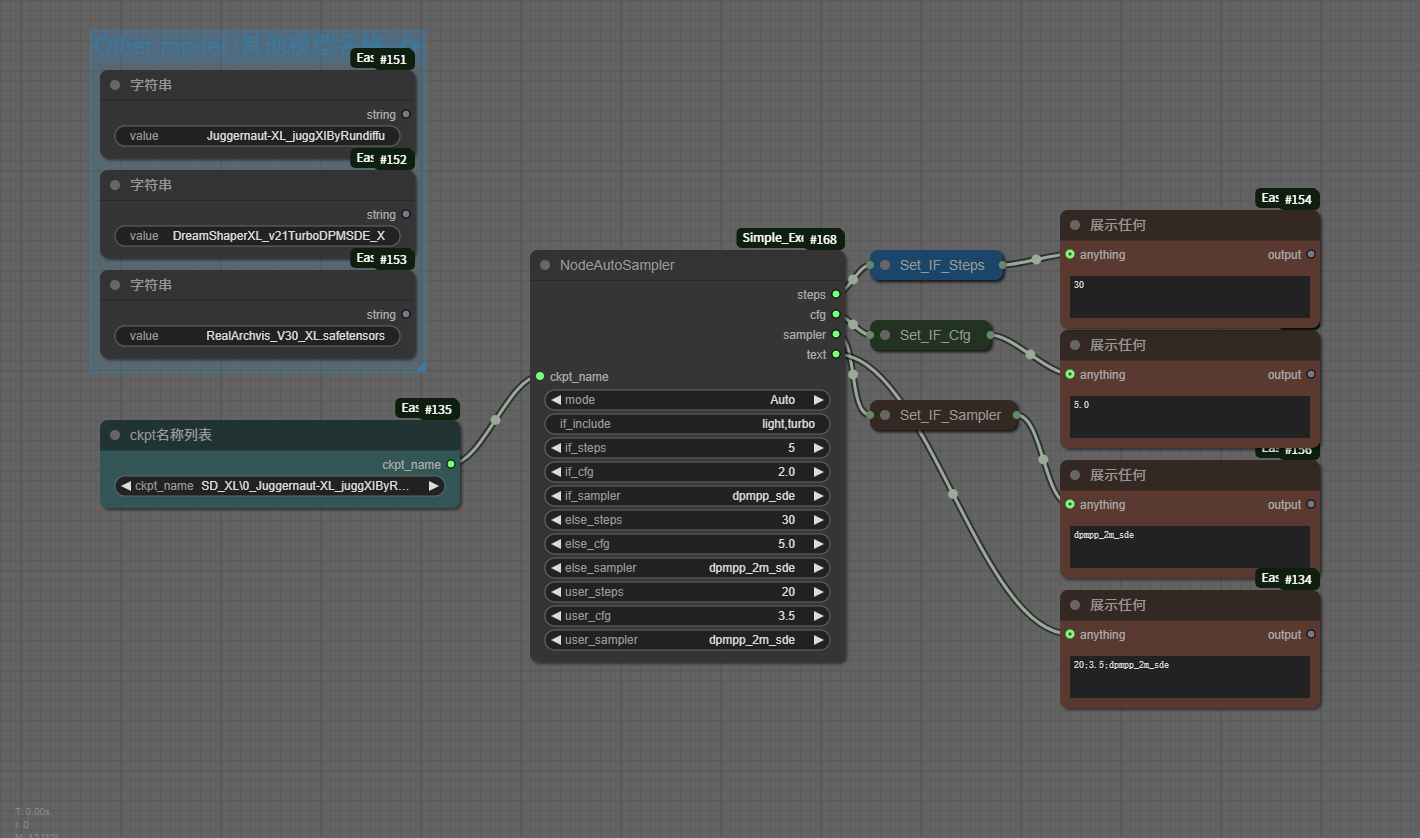 Other model /其他模型名称
Eas #151
字符串
string
value Juggernaut-XL_juggXIByRundiffu
Eas #152
字符串
string
value DreamShaperXL_v21TurboDPMSDE_X
Eas #153
字符串
string
value RealArchvis_V30_XL.safetensors
Eas #135
ckpt名称列表
ckpt_name
ckpt_name SD_XL\0_Juggernaut-XL_juggXIByR...
Simple_Exc #168
NodeAutoSampler
steps
cfg
sampler
text
ckpt_name
mode Auto
if_include light,turbo
if_steps 5
if_cfg 2.0
if_sampler dpmpp_sde
else_steps 30
else_cfg 5.0
else_sampler dpmpp_2m_sde
user_steps 20
user_cfg 3.5
user_sampler dpmpp_2m_sde
Set_IF_Steps
Set_IF_Cfg
Set_IF_Sampler
Eas #154
展示任何
anything output
30
展示任何
anything output
5.0
Eas #156
展示任何
anything output
dpmpp_2m_sde
Eas #134
展示任何
anything output
20;3.5;dpmpp_2m_sde
T: 0.00s
I: 0